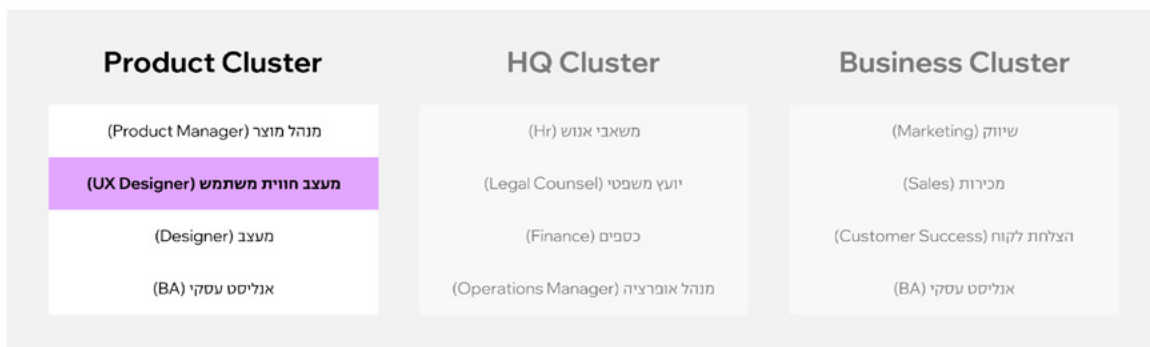 Product Cluster
מנהל מוצר (Product Manager)
מעצב חווית משתמש (UX Designer)
מעצב (Designer)
אנליסט עסקי (BA)
HQ Cluster
משאבי אנוש (Hr)
יועץ משפטי (Legal Counsel)
כספים (Finance)
מנהל אופרציה (Operations Manager)
Business Cluster
שיווק (Marketing)
מכירות (Sales)
הצלחת לקוח (Customer Success)
אנליסט עסקי (BA)